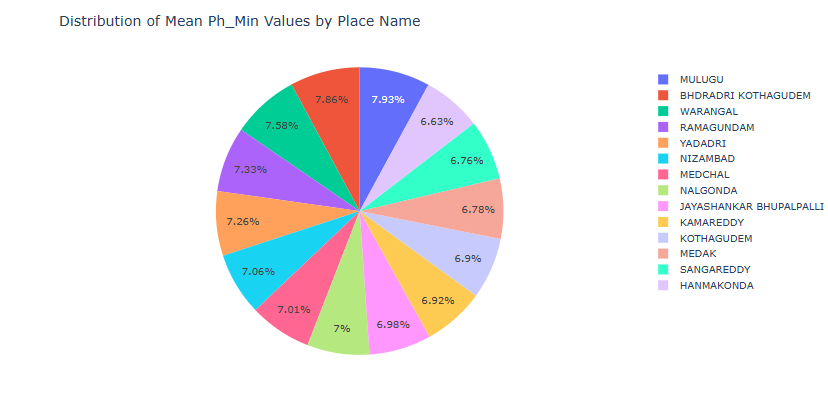 Distribution of Mean Ph_Min Values by Place Name
7.93%
6.63%
6.76%
6.78%
6.9%
6.92%
6.98%
7%
7.01%
7.06%
7.26%
7.33%
7.58%
7.86%
MULUGU
BHDRADRI KOTHAGUDEM
WARANGAL
RAMAGUNDAM
YADADRI
NIZAMBAD
MEDCHAL
NALGONDA
JAYASHANKAR BHUPALPALLI
KAMAREDDY
KOTHAGUDEM
MEDAK
SANGAREDDY
HANMAKONDA